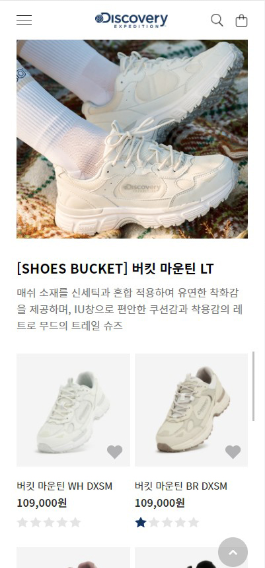 Discovery
EXPEDITION
Discovery
[SHOES BUCKET] 버킷 마운틴 LT
매쉬 소재를 신세틱과 혼합 적용하여 유연한 착화감
을 제공하며, IU창으로 편안한 쿠션감과 착용감의 레
트로 무드의 트레일 슈즈
버킷 마운틴 WH DXSM
버킷 마운틴 BR DXSM
109,000원
109,000원